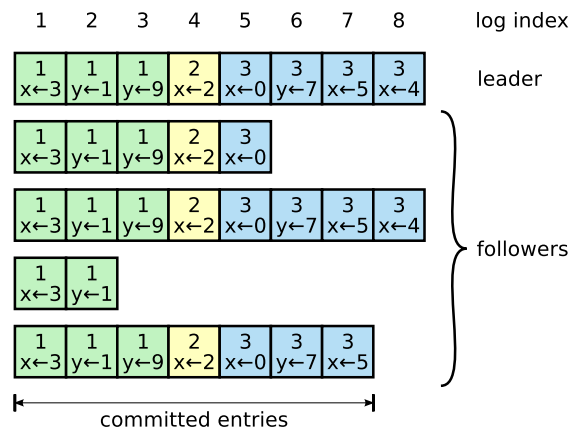 1 2 3 4 5 6 7 8 log index
1 1 1 2 3 3 3 3
x←3 y←1 y←9 x←2 x←0 y←7 x←5 x←4
leader
1 1 1 2 3
x←3 y←1 y←9 x←2 x←0
1 1 1 2 3 3 3 3
x←3 y←1 y←9 x←2 x←0 y←7 x←5 x←4
followers
1 1
x←3 y←1
1 1 1 2 3 3 3
x←3 y←1 y←9 x←2 x←0 y←7 x←5
committed entries